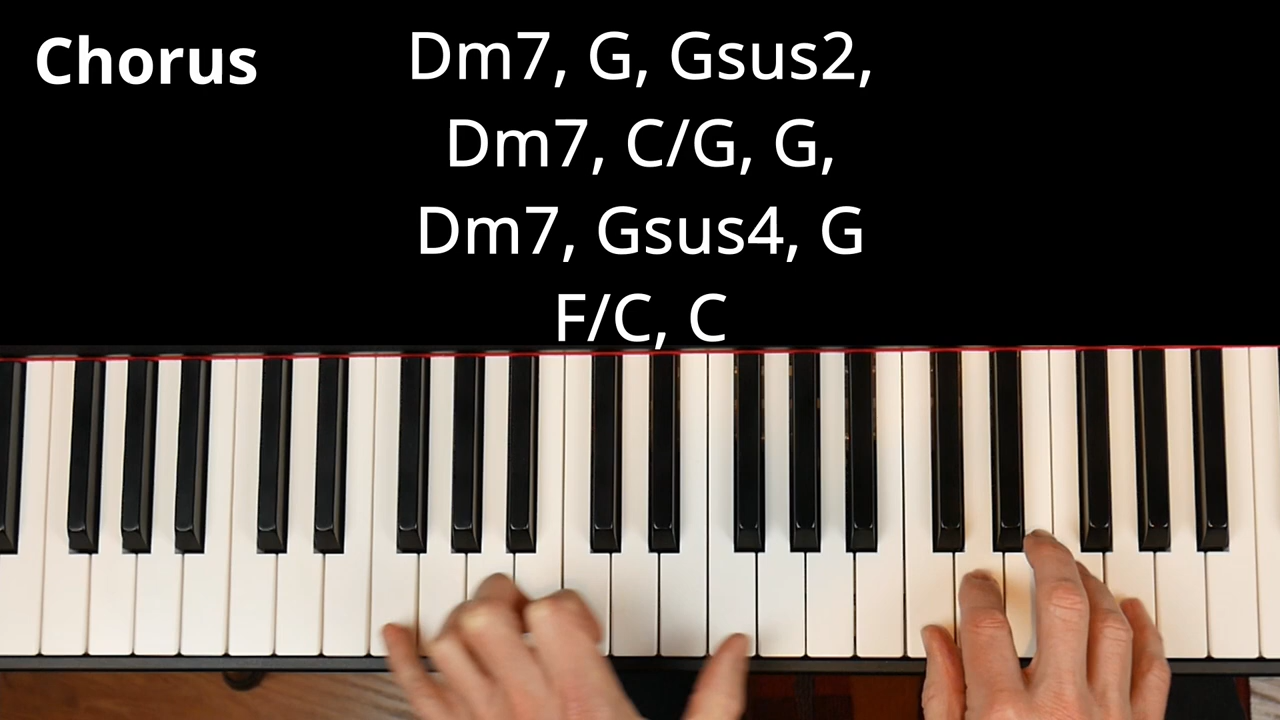 Chorus
Dm7, G, Gsus2,
Dm7, C/G, G,
Dm7, Gsus4, G
F/C, C